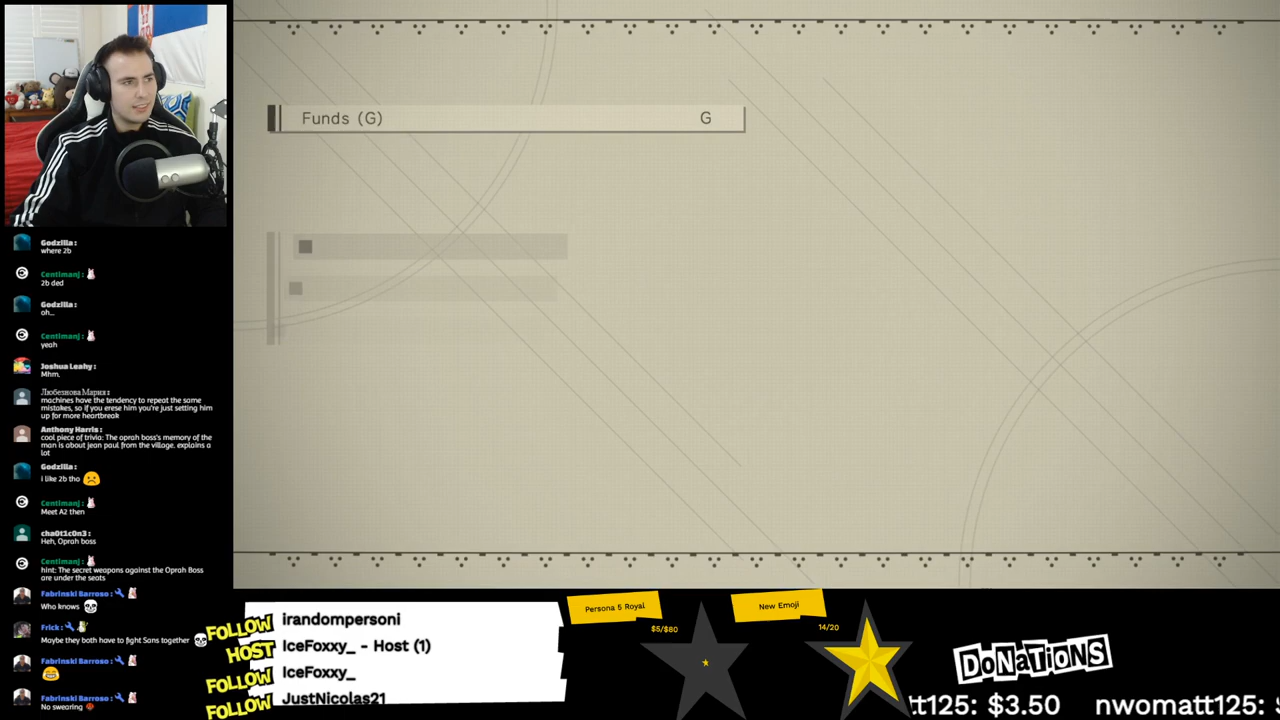 Funds (G) G
Godzilla :
where 2b
Centimanj :
2b ded
Godzilla :
oh...
Centimanj :
yeah
Joshua Leahy :
Mhm.
Любезнова Мария :
machines have the tendency to repeat the same
mistakes, so if you erese him you're just setting him
up for more heartbreak
Anthony Harris :
cool piece of trivia: The oprah boss's memory of the
man is about jean paul from the village. explains a
lot
Godzilla :
i like 2b tho
Centimanj :
Meet A2 then
cha0t1c0n3 :
Heh, Oprah boss
Centimanj :
hint: The secret weapons against the Oprah Boss
are under the seats
Fabrinski Barroso :
Who knows
Frick :
Maybe they both have to fight Sans together
Fabrinski Barroso :
Fabrinski Barroso :
No swearing
FOLLOW irandompersoni
HOST IceFoxxy_ - Host (1)
FOLLOW IceFoxxy_
FOLLOW JustNicolas21
Persona 5 Royal
$5/$80
New Emoji
14/20
DONATIONS
tt125: $3.50 nwomatt125: